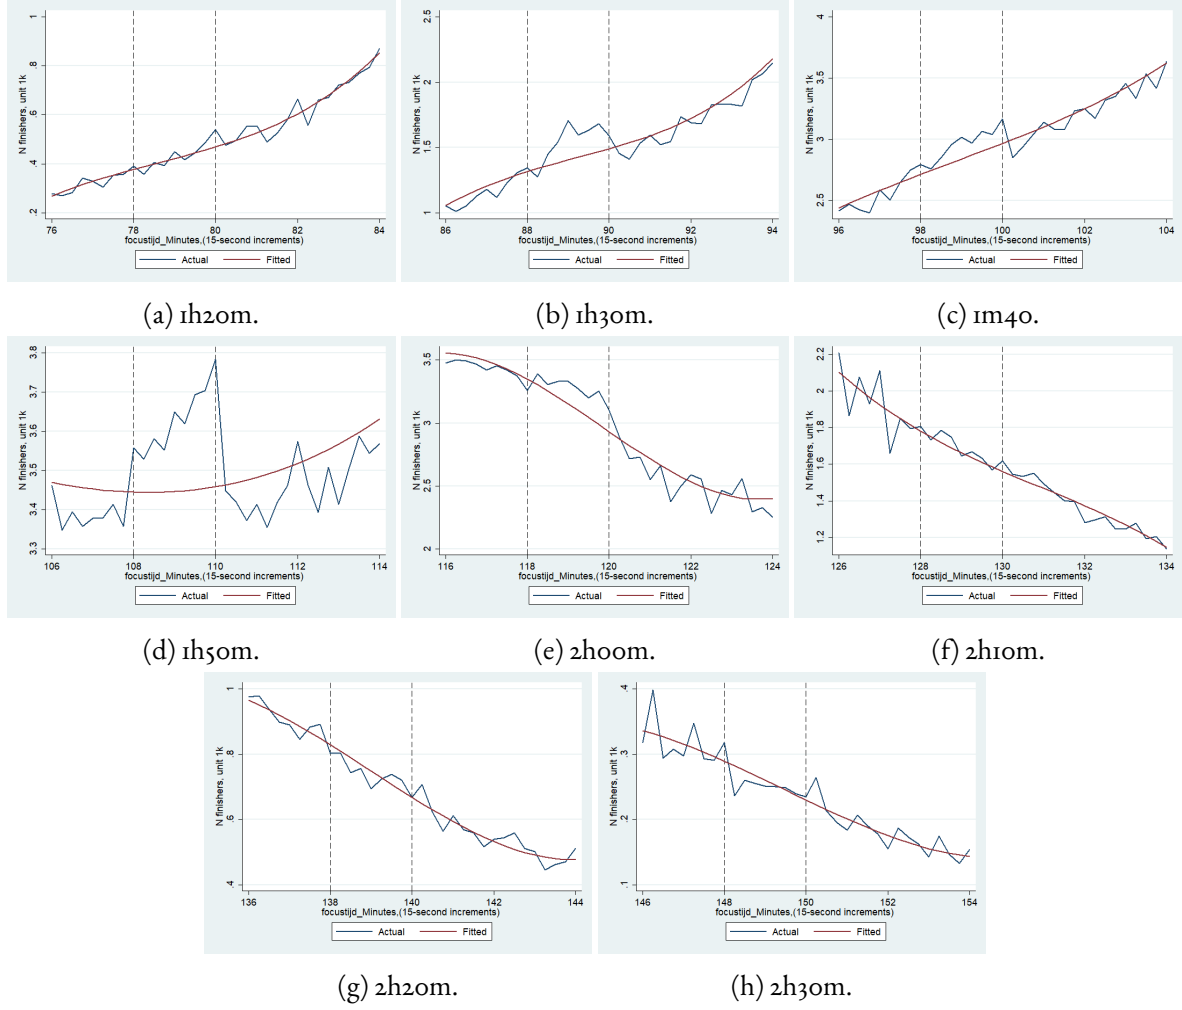 N finishers, unit 1k
1
.8
.6
.4
.2
76 78 80 82 84
focustijd_Minutes,(15-second increments)
Actual Fitted
(a) 1h20m.
N finishers, unit 1k
2.5
2
1.5
1
86 88 90 92 94
focustijd_Minutes,(15-second increments)
Actual Fitted
(b) 1h30m.
N finishers, unit 1k
4
3.5
3
2.5
96 98 100 102 104
focustijd_Minutes,(15-second increments)
Actual Fitted
(c) 1m40.
N finishers, unit 1k
3.8
3.7
3.6
3.5
3.4
3.3
106 108 110 112 114
focustijd_Minutes,(15-second increments)
Actual Fitted
(d) 1h50m.
N finishers, unit 1k
3.5
3
2.5
2
116 118 120 122 124
focustijd_Minutes,(15-second increments)
Actual Fitted
(e) 2h00m.
N finishers, unit 1k
2.2
2
1.8
1.6
1.4
1.2
126 128 130 132 134
focustijd_Minutes,(15-second increments)
Actual Fitted
(f) 2h10m.
N finishers, unit 1k
1
.8
.6
.4
136 138 140 142 144
focustijd_Minutes,(15-second increments)
Actual Fitted
(g) 2h20m.
N finishers, unit 1k
.4
.3
.2
.1
146 148 150 152 154
focustijd_Minutes,(15-second increments)
Actual Fitted
(h) 2h30m.